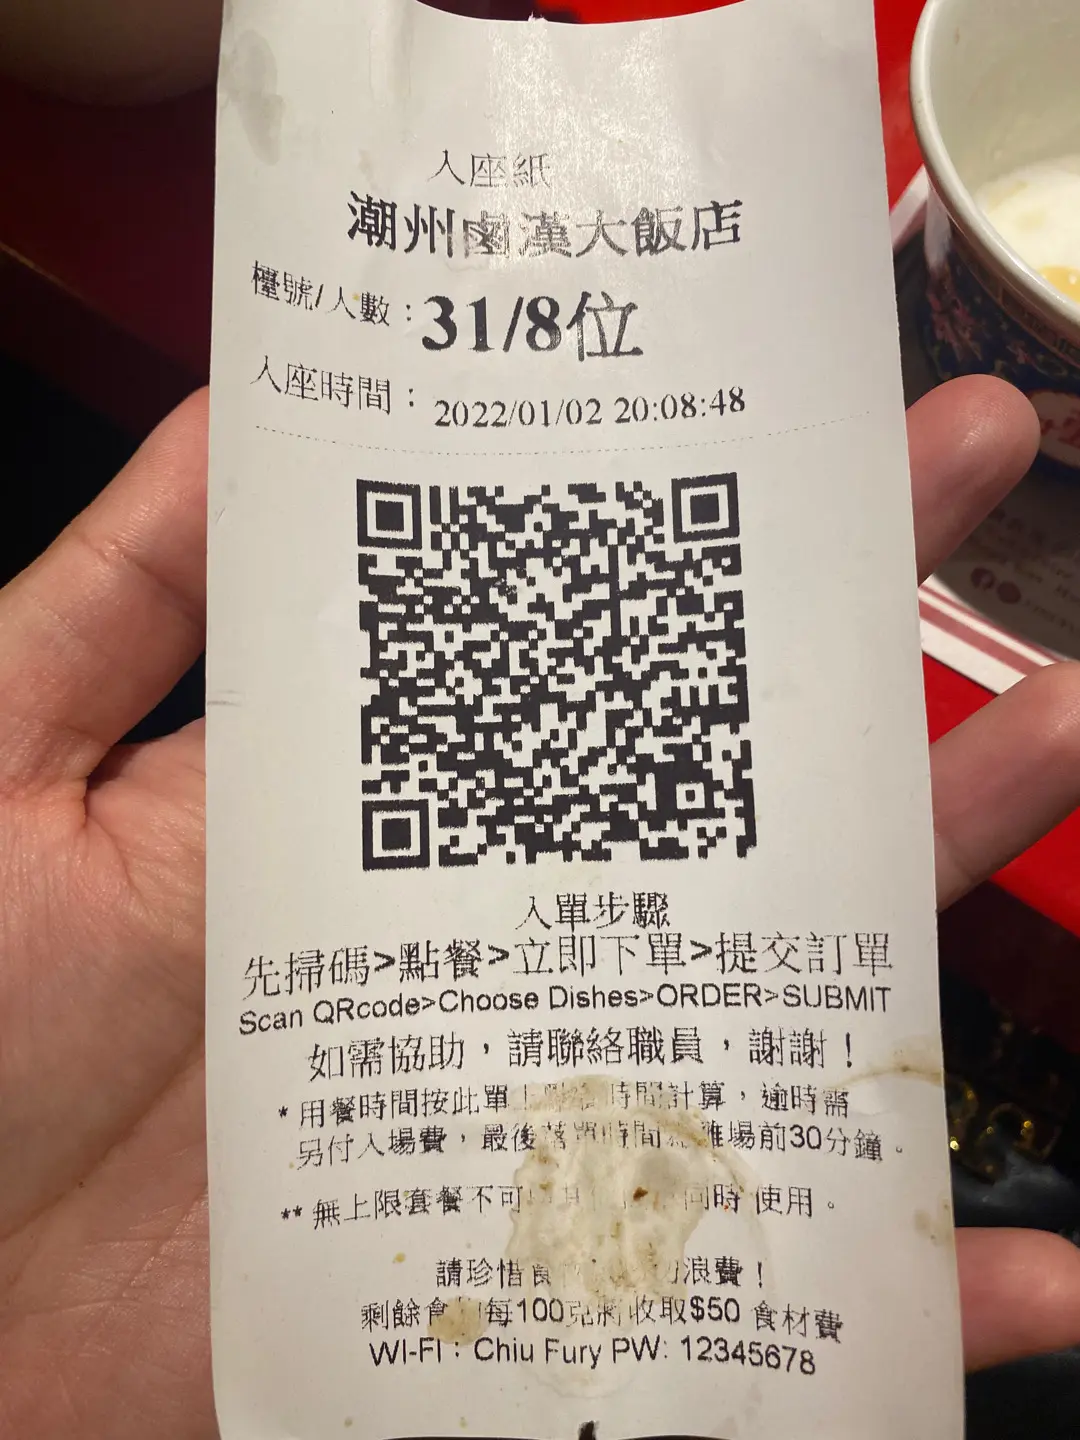 入座紙
潮州鹵漢大飯店
檯號/人數：31/8位
入座時間：2022/01/02 20:08:48
入單步驟
先掃碼>點餐>立即下單>提交訂單
Scan QRcode>Choose Dishes>ORDER>SUBMIT
如需協助，請聯絡職員，謝謝！
* 用餐時間按此單上 時間計算，逾時需
另付入場費，最後落單時間 離場前30分鐘。
** 無上限套餐不可 同時使用。
請珍惜食 浪費！
剩餘食 每100克將收取$50 食材費
WI-FI：Chiu Fury PW: 12345678